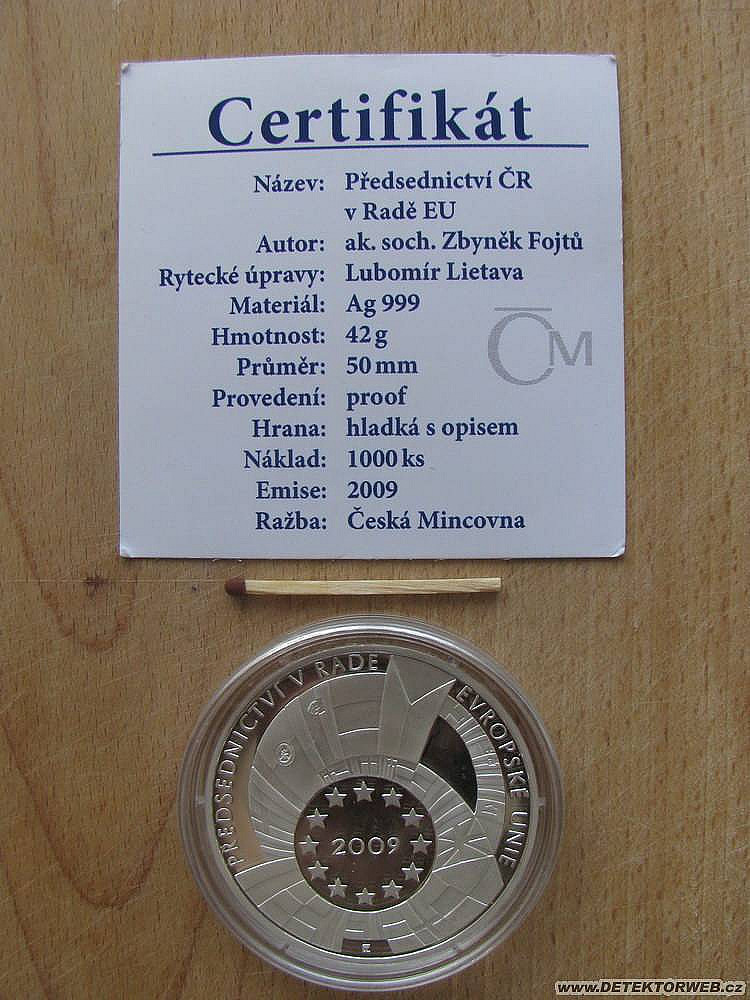 Certifikát
Název: Předsednictví ČR
v Radě EU
Autor: ak. soch. Zbyněk Fojtů
Rytecké úpravy: Lubomír Lietava
Materiál: Ag 999
Hmotnost: 42 g
Průměr: 50 mm
Provedení: proof
Hrana: hladká s opisem
Náklad: 1000 ks
Emise: 2009
Ražba: Česká Mincovna
ČM
PŘEDSEDNICTVÍ V RADĚ EVROPSKÉ UNIE
2009
www.DETEKTORWEB.cz